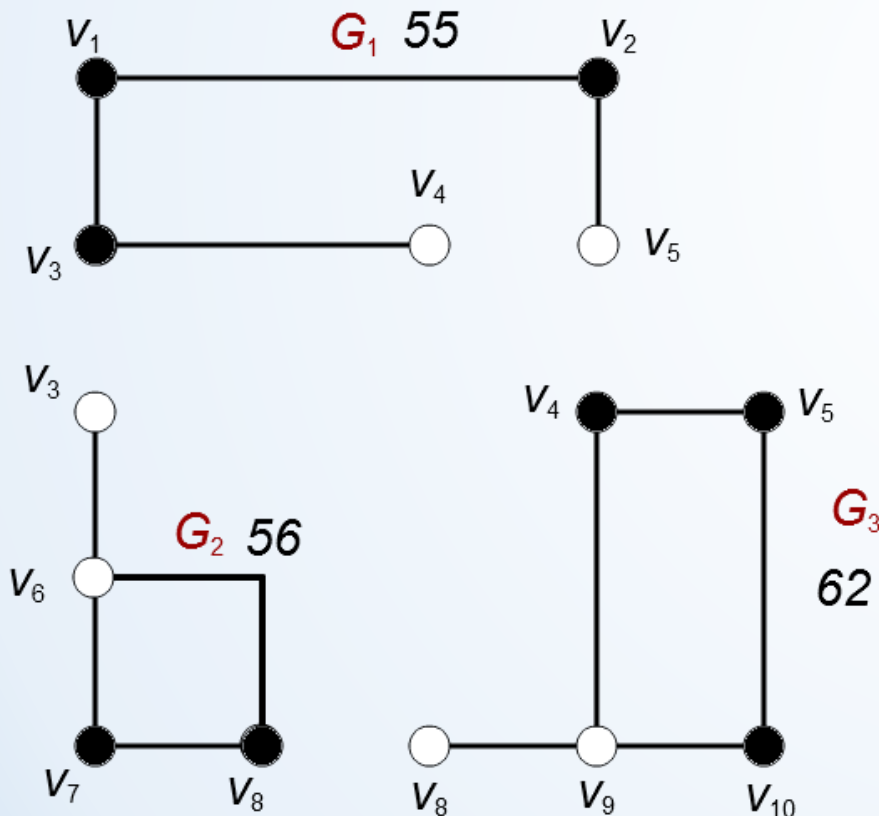 v₁ G₁ 55 v₂
v₄
v₃ v₅
v₃
v₄ v₅
G₃
G₂ 56
v₆ 62
v₇ v₈ v₈ v₉ v₁₀